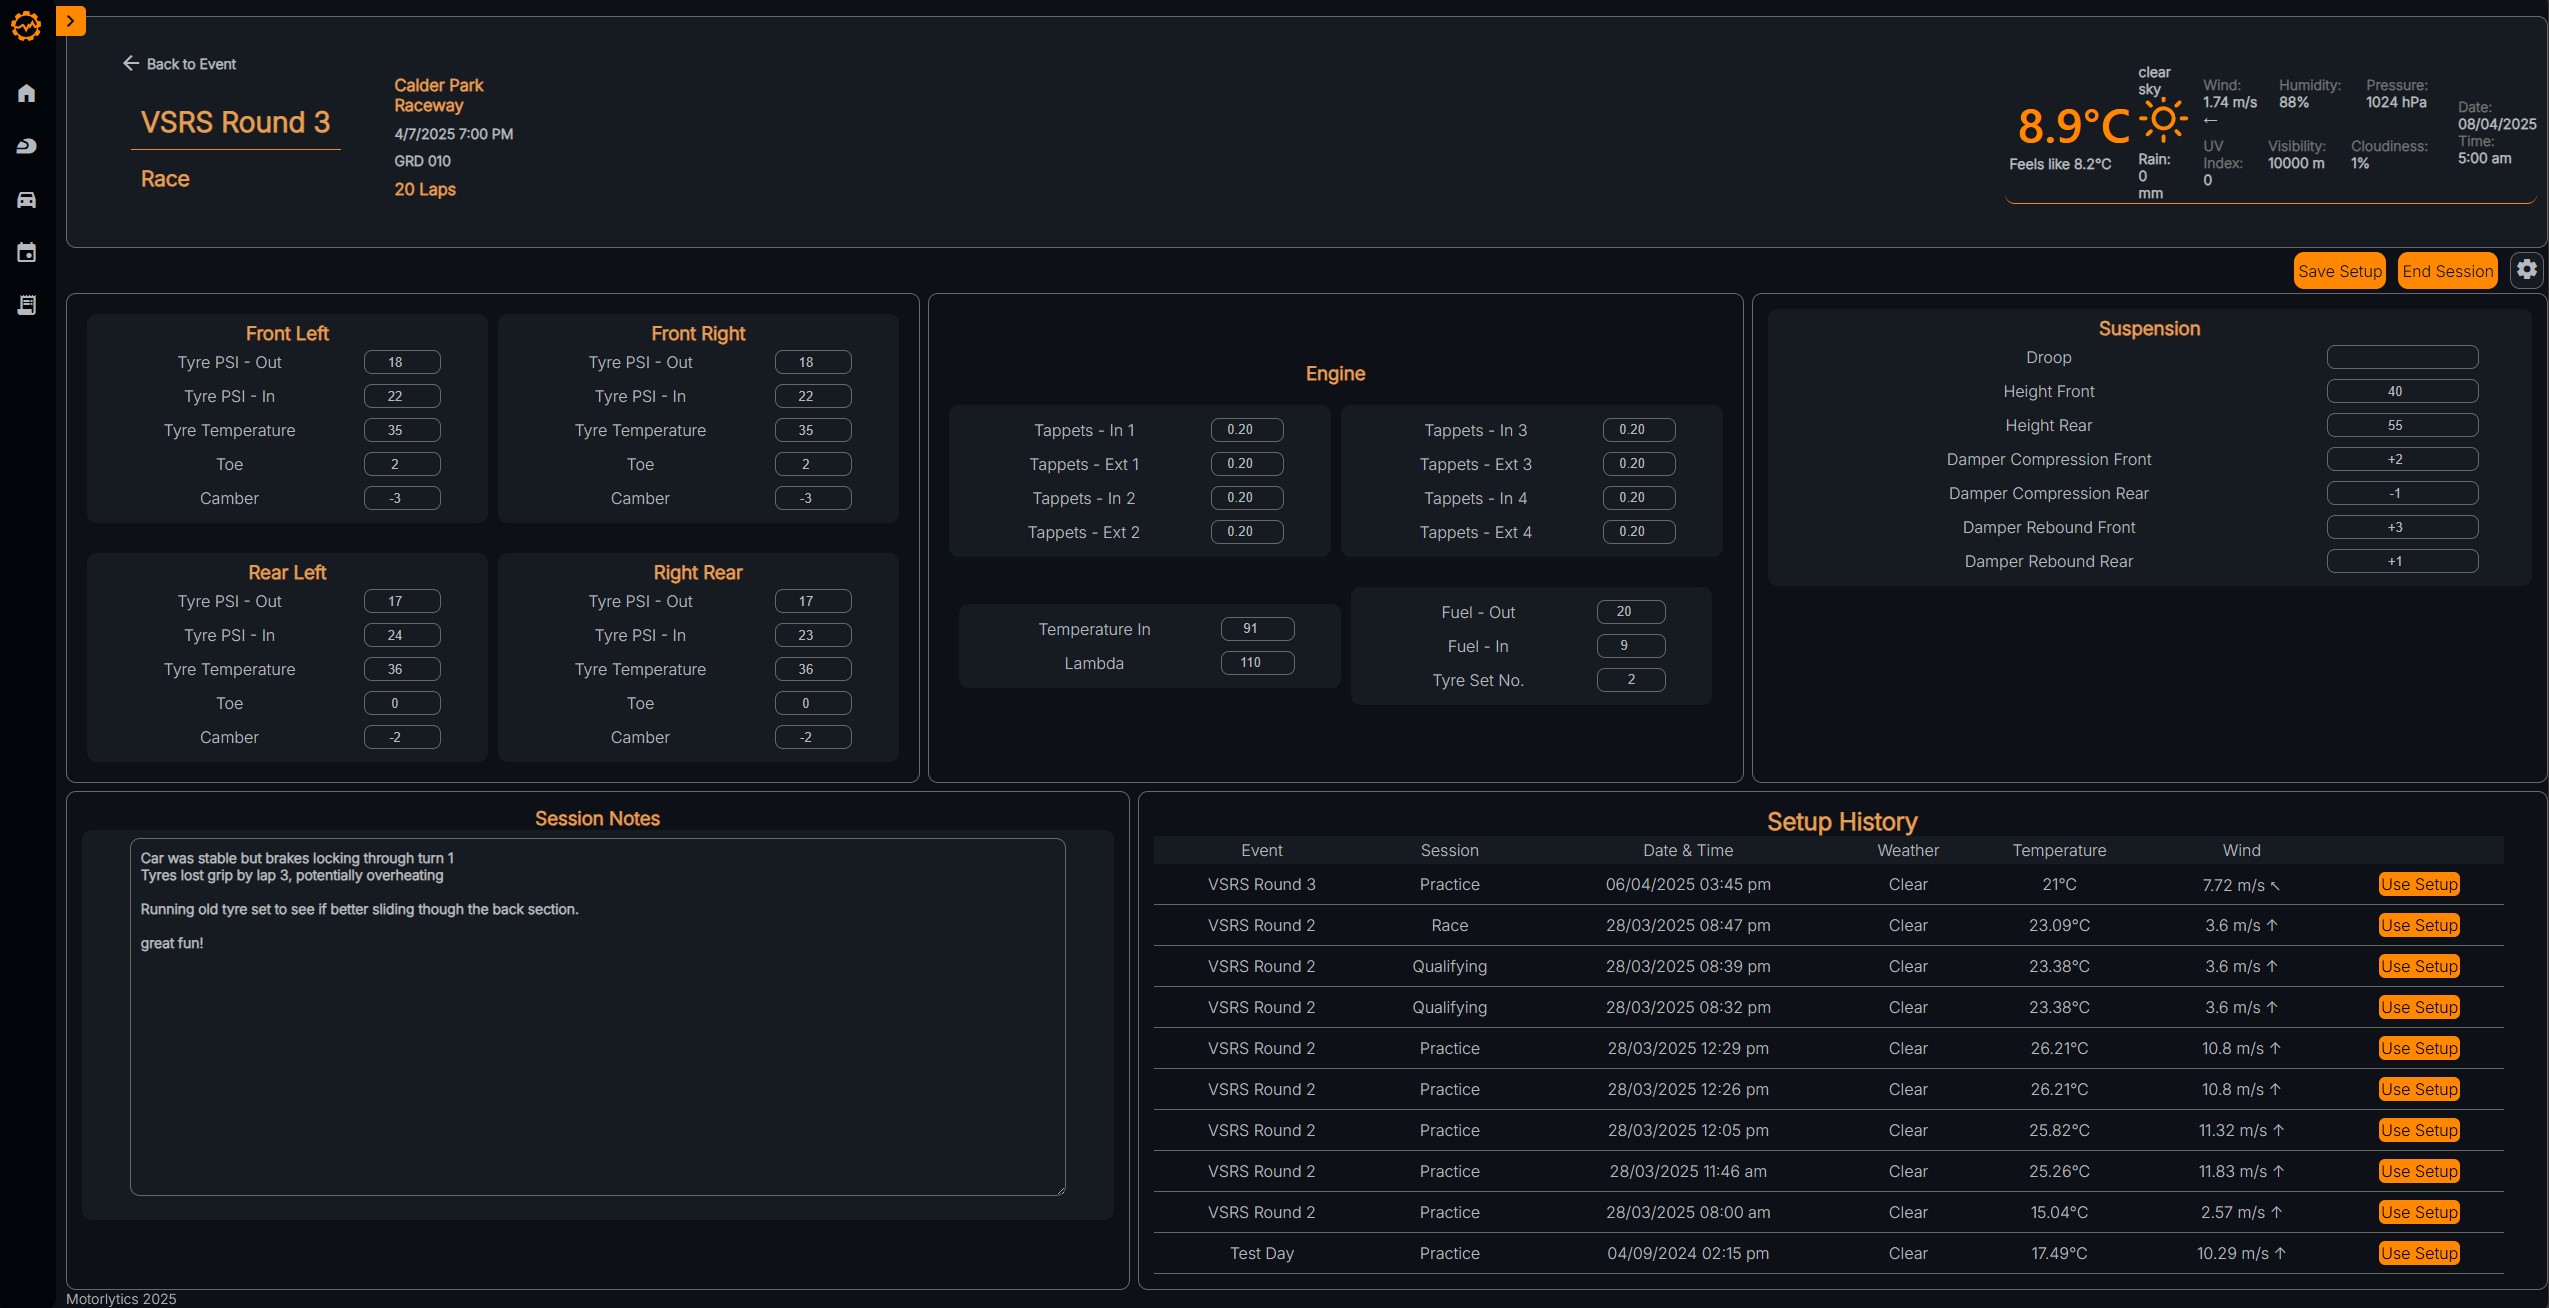 Back to Event
VSRS Round 3
Race
Calder Park
Raceway
4/7/2025 7:00 PM
GRD 010
20 Laps
8.9°C
Feels like 8.2°C
clear
sky
Rain:
0
mm
Wind:
1.74 m/s
←
Humidity:
88%
Pressure:
1024 hPa
UV
Index:
0
Visibility:
10000 m
Cloudiness:
1%
Date:
08/04/2025
Time:
5:00 am
Save Setup
End Session
Front Left
Tyre PSI - Out 18
Tyre PSI - In 22
Tyre Temperature 35
Toe 2
Camber -3
Front Right
Tyre PSI - Out 18
Tyre PSI - In 22
Tyre Temperature 35
Toe 2
Camber -3
Rear Left
Tyre PSI - Out 17
Tyre PSI - In 24
Tyre Temperature 36
Toe 0
Camber -2
Right Rear
Tyre PSI - Out 17
Tyre PSI - In 23
Tyre Temperature 36
Toe 0
Camber -2
Engine
Tappets - In 1 0.20
Tappets - Ext 1 0.20
Tappets - In 2 0.20
Tappets - Ext 2 0.20
Tappets - In 3 0.20
Tappets - Ext 3 0.20
Tappets - In 4 0.20
Tappets - Ext 4 0.20
Temperature In 91
Lambda 110
Fuel - Out 20
Fuel - In 9
Tyre Set No. 2
Suspension
Droop
Height Front 40
Height Rear 55
Damper Compression Front +2
Damper Compression Rear -1
Damper Rebound Front +3
Damper Rebound Rear +1
Session Notes
Car was stable but brakes locking through turn 1
Tyres lost grip by lap 3, potentially overheating
Running old tyre set to see if better sliding though the back section.
great fun!
Setup History
Event Session Date & Time Weather Temperature Wind
VSRS Round 3 Practice 06/04/2025 03:45 pm Clear 21°C 7.72 m/s ↖ Use Setup
VSRS Round 2 Race 28/03/2025 08:47 pm Clear 23.09°C 3.6 m/s ↑ Use Setup
VSRS Round 2 Qualifying 28/03/2025 08:39 pm Clear 23.38°C 3.6 m/s ↑ Use Setup
VSRS Round 2 Qualifying 28/03/2025 08:32 pm Clear 23.38°C 3.6 m/s ↑ Use Setup
VSRS Round 2 Practice 28/03/2025 12:29 pm Clear 26.21°C 10.8 m/s ↑ Use Setup
VSRS Round 2 Practice 28/03/2025 12:26 pm Clear 26.21°C 10.8 m/s ↑ Use Setup
VSRS Round 2 Practice 28/03/2025 12:05 pm Clear 25.82°C 11.32 m/s ↑ Use Setup
VSRS Round 2 Practice 28/03/2025 11:46 am Clear 25.26°C 11.83 m/s ↑ Use Setup
VSRS Round 2 Practice 28/03/2025 08:00 am Clear 15.04°C 2.57 m/s ↑ Use Setup
Test Day Practice 04/09/2024 02:15 pm Clear 17.49°C 10.29 m/s ↑ Use Setup
Motorlytics 2025